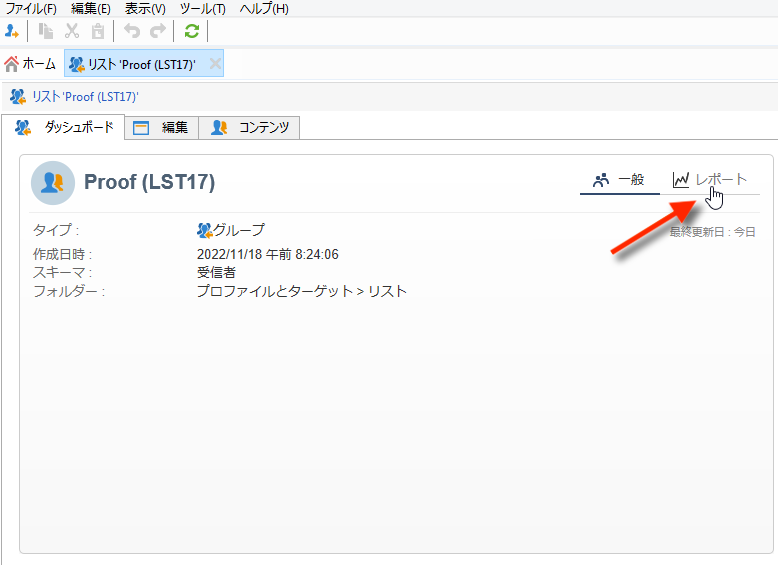 ファイル(F) 編集(E) 表示(V) ツール(T) ヘルプ(H)
ホーム リスト 'Proof (LST17)'
リスト 'Proof (LST17)'
ダッシュボード 編集 コンテンツ
Proof (LST17) 一般 レポート
タイプ : グループ 最終更新日 : 今日
作成日時 : 2022/11/18 午前 8:24:06
スキーマ : 受信者
フォルダー : プロファイルとターゲット > リスト